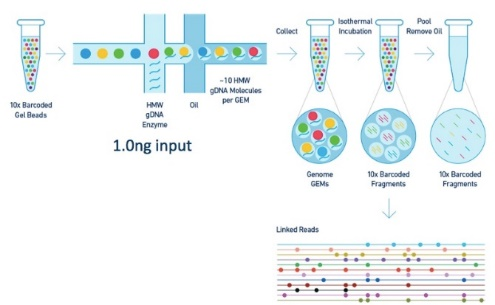 10x Barcoded
Gel Beads
HMW
gDNA
Enzyme
Oil
~10 HMW
gDNA Molecules
per GEM
1.0ng input
Collect
Isothermal
Incubation
Pool
Remove Oil
Genome
GEMs
10x Barcoded
Fragments
10x Barcoded
Fragments
Linked Reads